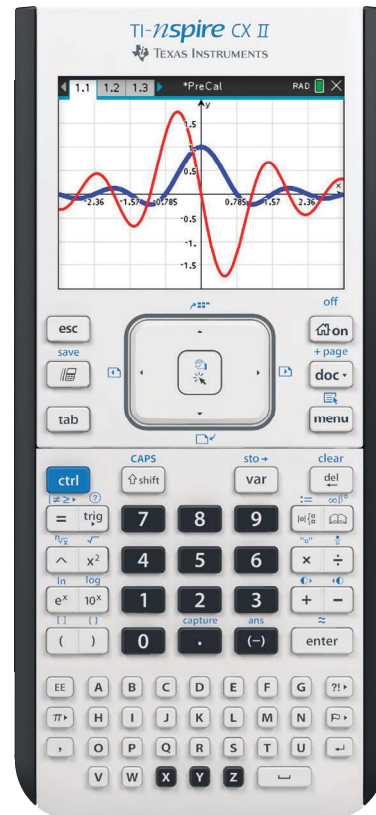 TI-nspire CX II
TEXAS INSTRUMENTS
1.1 1.2 1.3 *PreCal RAD
y
1.5
1.
0.5
x
-2.36 -1.57 -0.785 0.785 1.57 2.36
-0.5
-1.
-1.5
off
esc on
save + page
doc
tab menu
CAPS sto→ clear
ctrl shift var del
≠≥▸ ? := ∞β°
= trig 7 8 9
ⁿ√x √ "∘"
^ x² 4 5 6 × ÷
ln log
eˣ 10ˣ 1 2 3 + −
[ ] { } capture ans ≈
( ) 0 . (−) enter
EE A B C D E F G ?!▸
π▸ H I J K L M N
, O P Q R S T U ↵
V W X Y Z